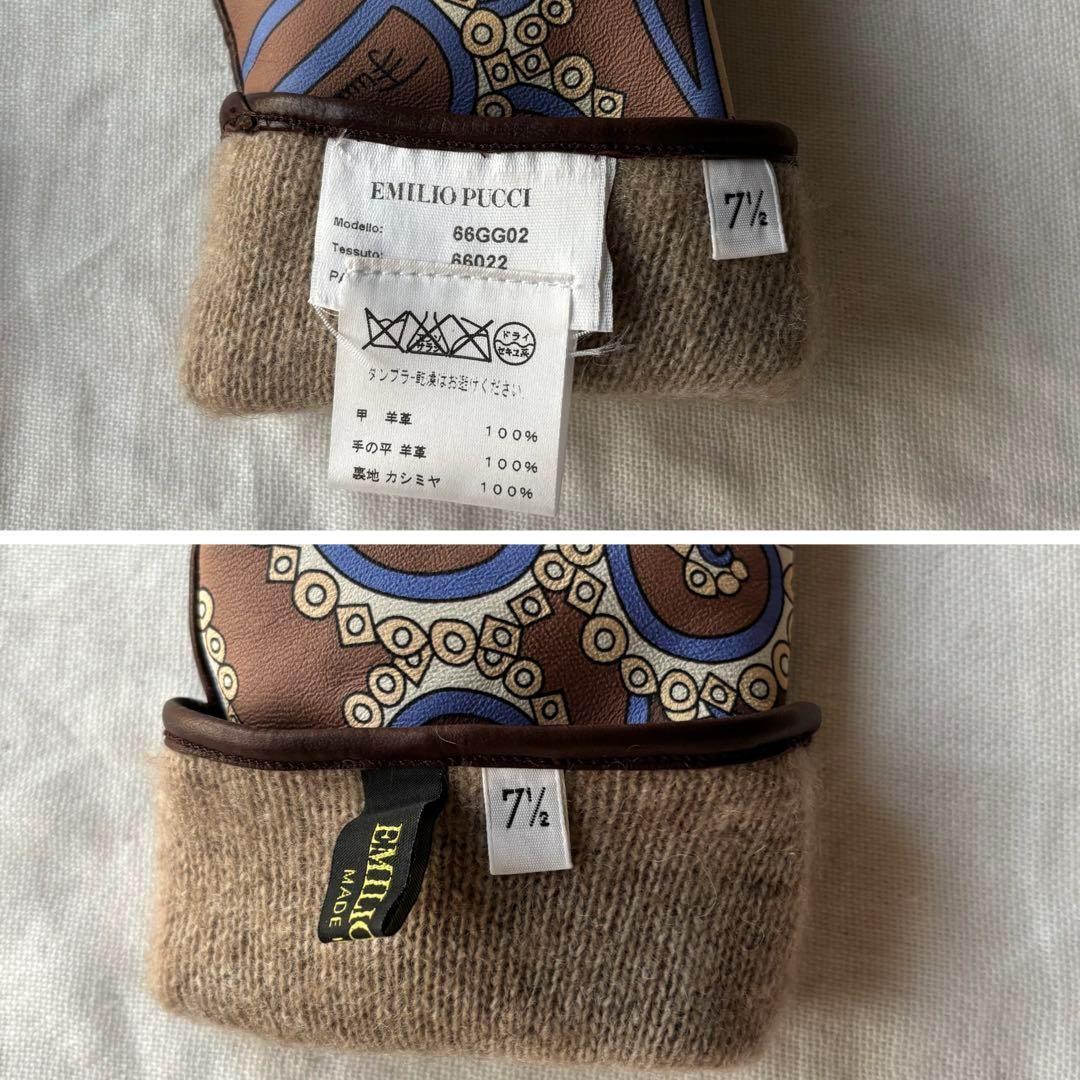 EMILIO PUCCI
Modello: 66GG02
Tessuto: 66022
PA
7½
ドライ
セキユ系
タンブラー乾燥はお避けください
甲 羊革 100%
手の平 羊革 100%
裏地 カシミヤ 100%
7½
EMILIO
MADE